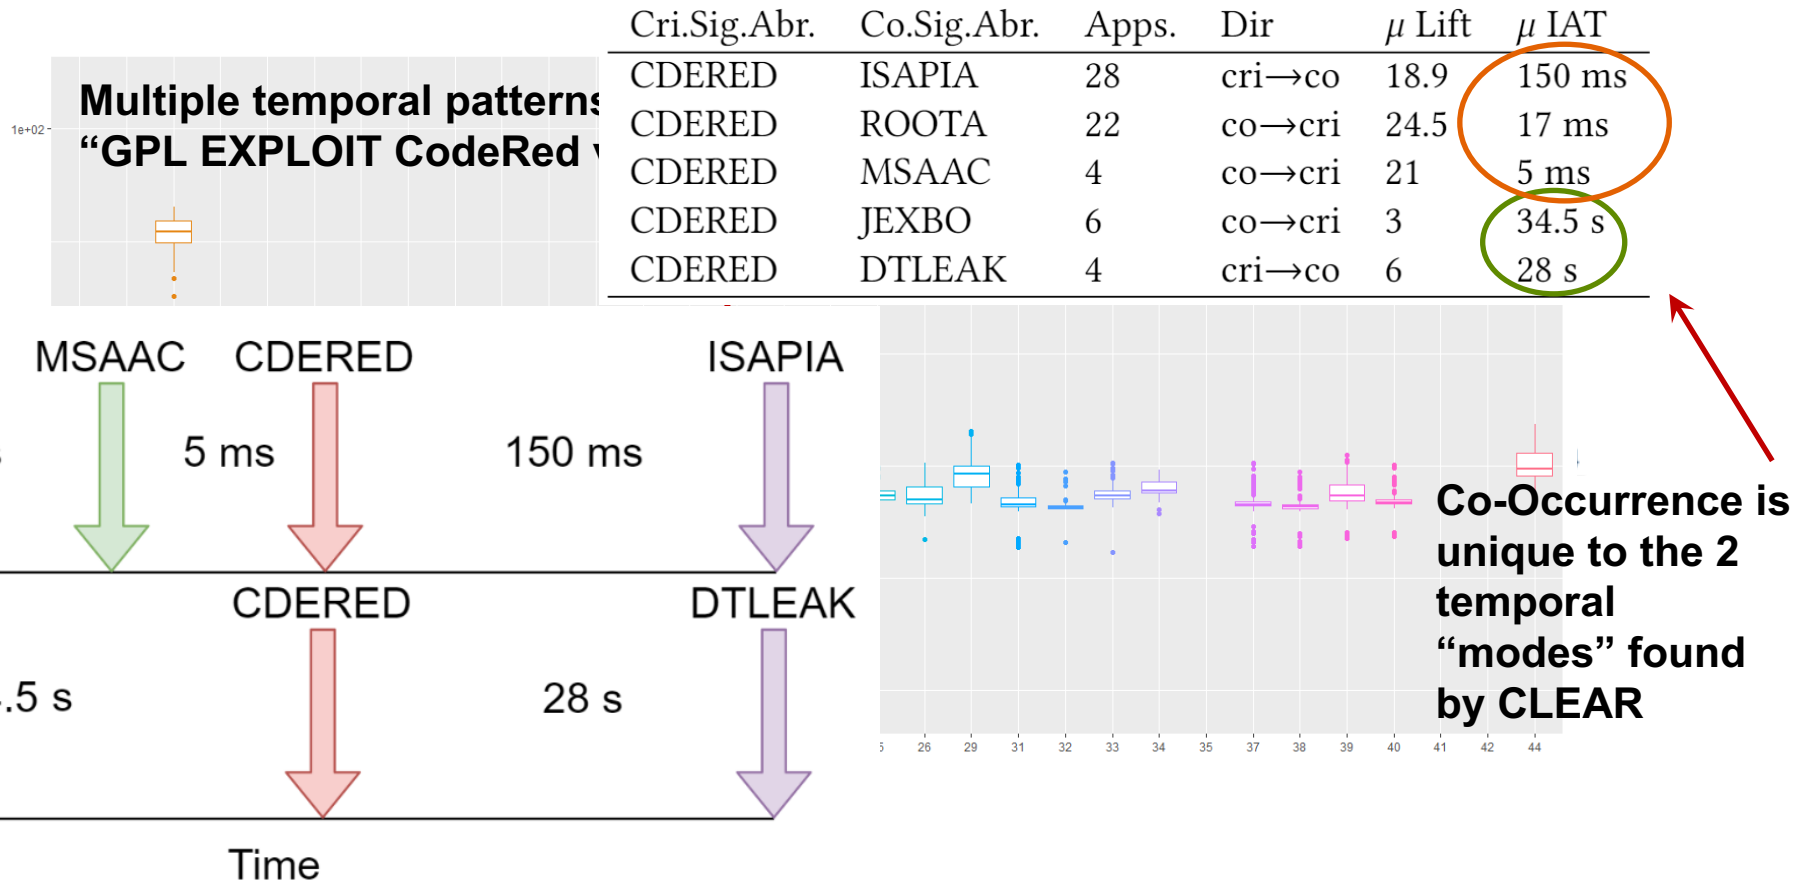 Cri.Sig.Abr. Co.Sig.Abr. Apps. Dir μ Lift μ IAT
CDERED ISAPIA 28 cri→co 18.9 150 ms
CDERED ROOTA 22 co→cri 24.5 17 ms
CDERED MSAAC 4 co→cri 21 5 ms
CDERED JEXBO 6 co→cri 3 34.5 s
CDERED DTLEAK 4 cri→co 6 28 s
Multiple temporal patterns
“GPL EXPLOIT CodeRed
1e+02
MSAAC CDERED ISAPIA
5 ms 150 ms
CDERED DTLEAK
.5 s 28 s
Time
Co-Occurrence is
unique to the 2
temporal
“modes” found
by CLEAR
26 29 31 32 33 34 35 37 38 39 40 41 42 44